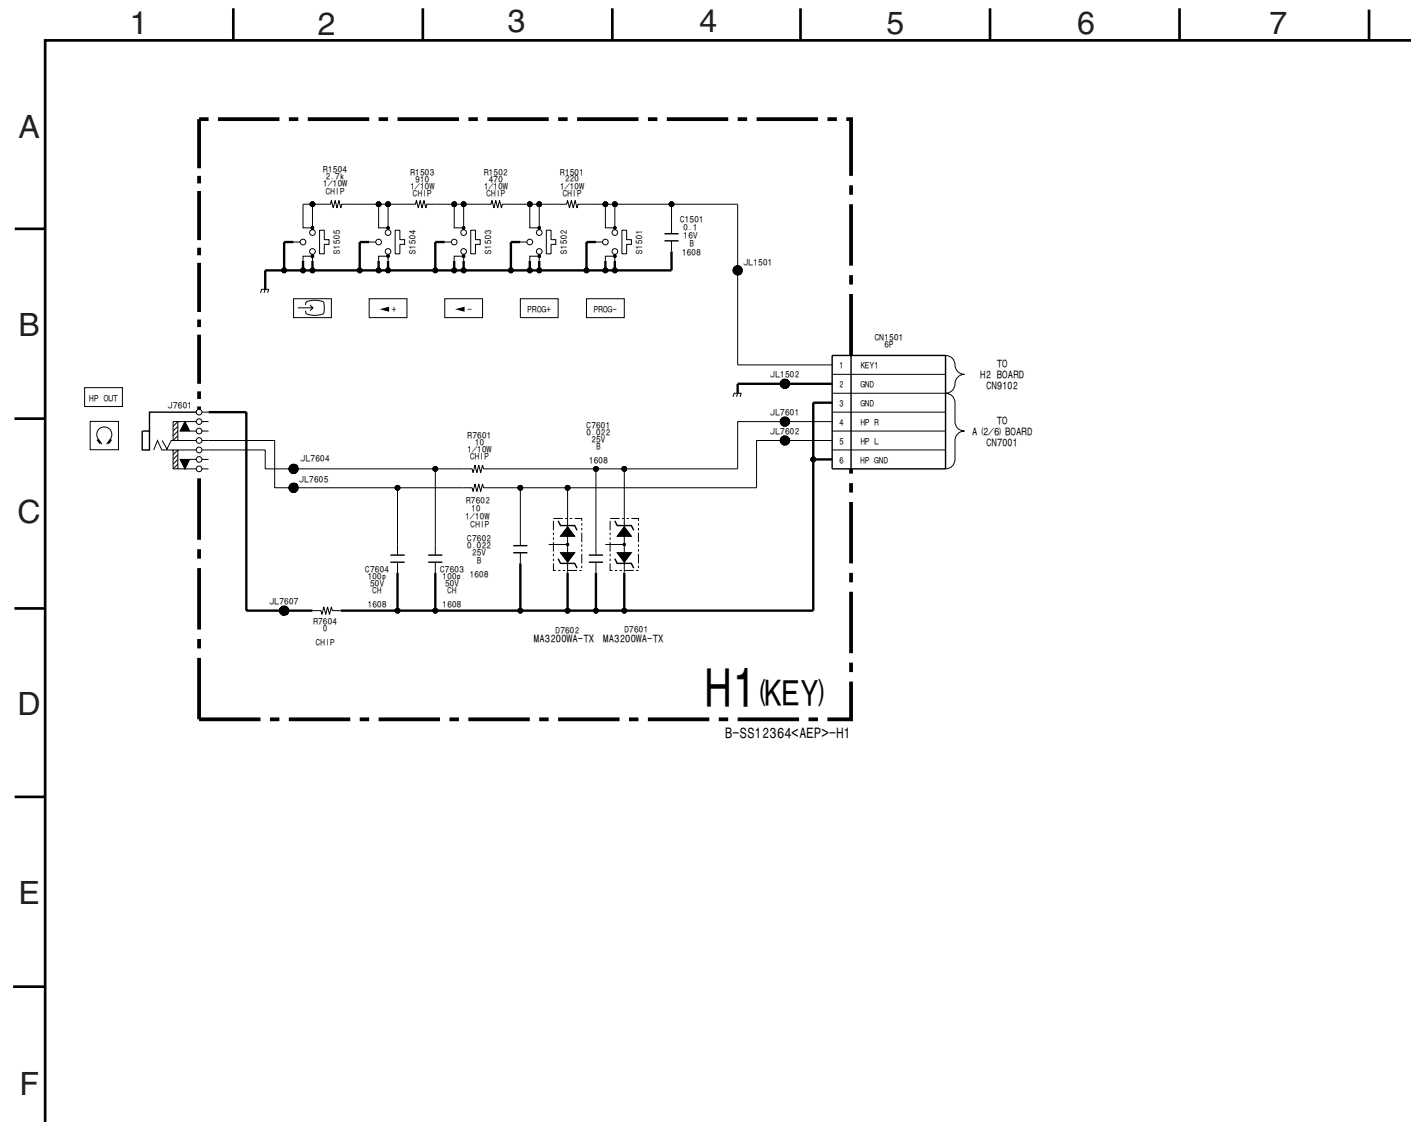 1 2 3 4 5 6 7
A
R1504
2.7k
1/10W
CHIP
R1503
910
1/10W
CHIP
R1502
470
1/10W
CHIP
R1501
220
1/10W
CHIP
C1501
0.1
16V
B
1608
S1505
S1504
S1503
S1502
S1501
JL1501
B
+
-
PROG+
PROG-
CN1501
6P
1 KEY1
2 GND
3 GND
4 HP R
5 HP L
6 HP GND
TO
H2 BOARD
CN9102
TO
A (2/6) BOARD
CN7001
JL1502
JL7601
JL7602
HP OUT
J7601
JL7604
JL7605
R7601
10
1/10W
CHIP
C7601
0.022
25V
B
1608
C
R7602
10
1/10W
CHIP
C7602
0.022
25V
B
1608
C7604
100p
50V
CH
1608
C7603
100p
50V
CH
1608
JL7607
R7604
0
CHIP
D7602
MA3200WA-TX
D7601
MA3200WA-TX
D
H1 (KEY)
B-SS12364<AEP>-H1
E
F